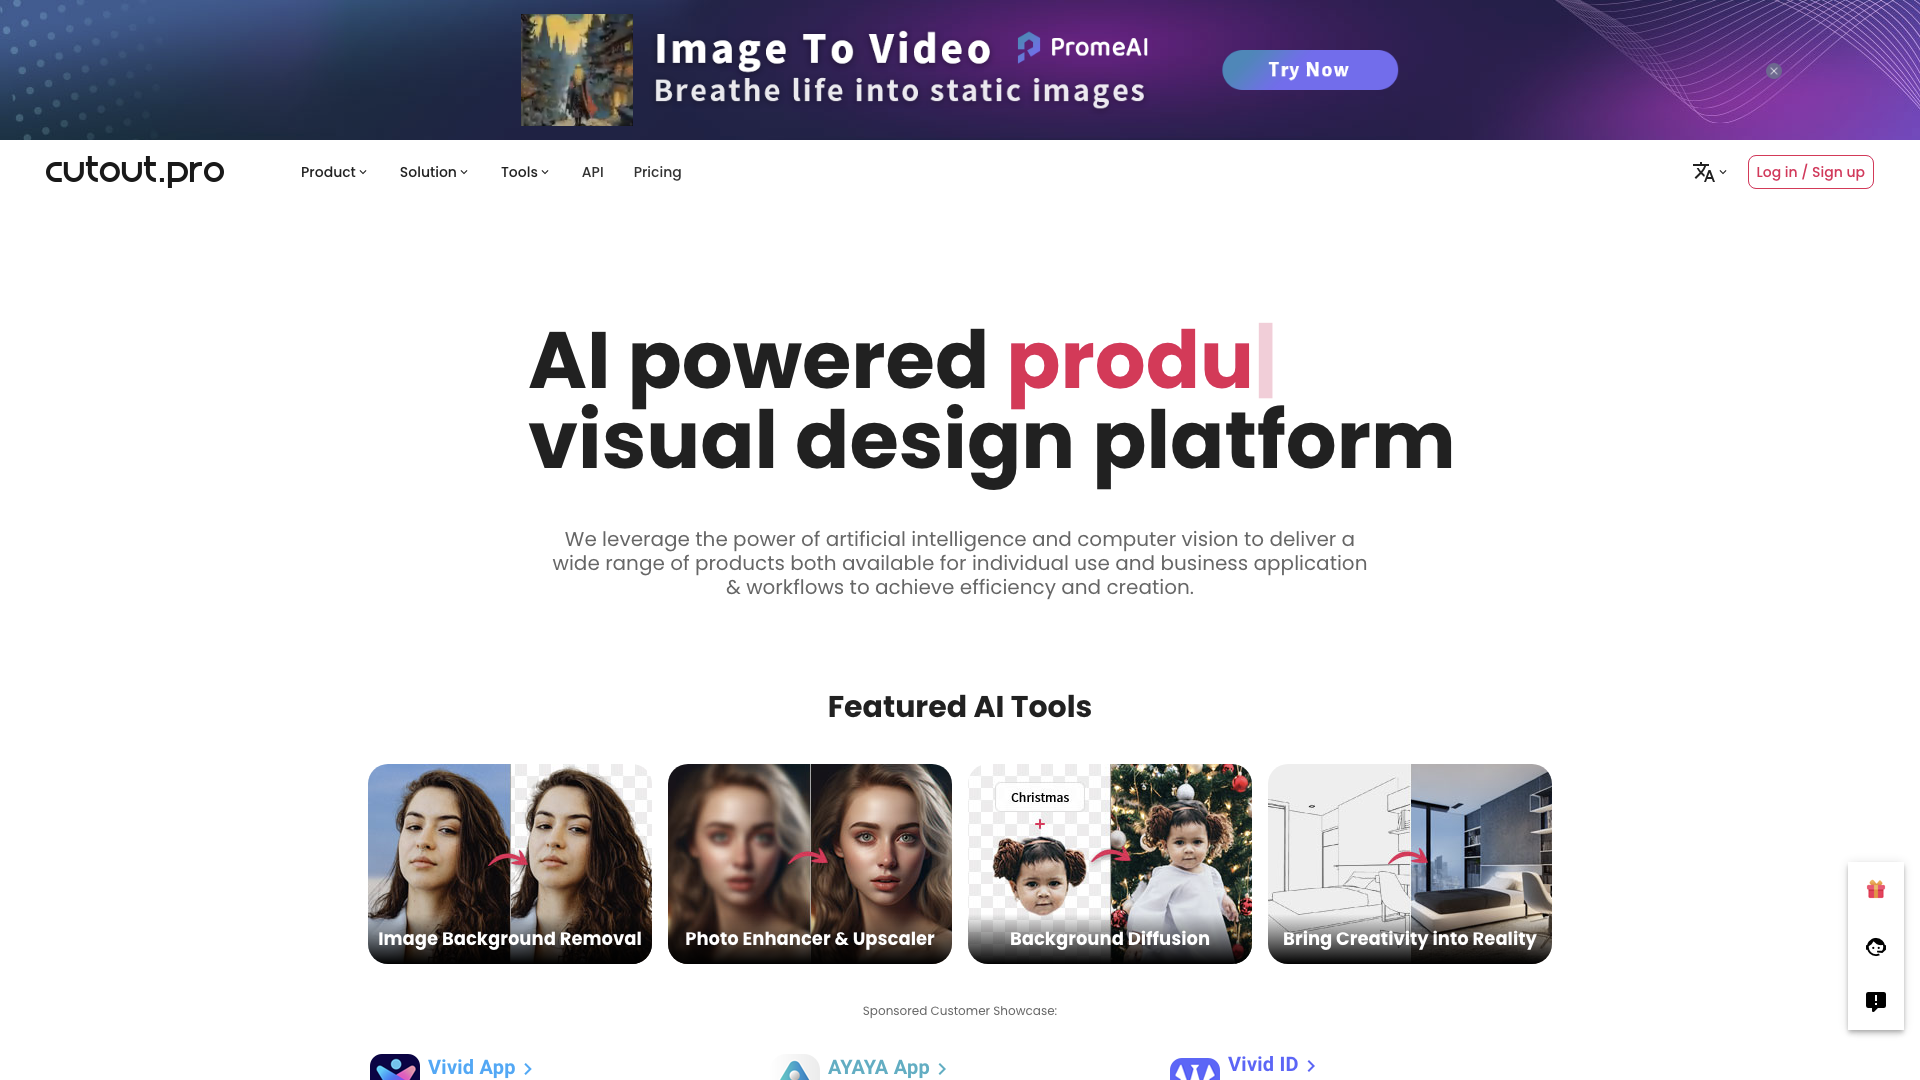 Image To Video PromeAI
Breathe life into static images
Try Now
cutout.pro
Product
Solution
Tools
API
Pricing
Log in / Sign up
AI powered produ
visual design platform
We leverage the power of artificial intelligence and computer vision to deliver a
wide range of products both available for individual use and business application
& workflows to achieve efficiency and creation.
Featured AI Tools
Image Background Removal
Photo Enhancer & Upscaler
Christmas
+
Background Diffusion
Bring Creativity into Reality
Sponsored Customer Showcase:
Vivid App
AYAYA App
Vivid ID